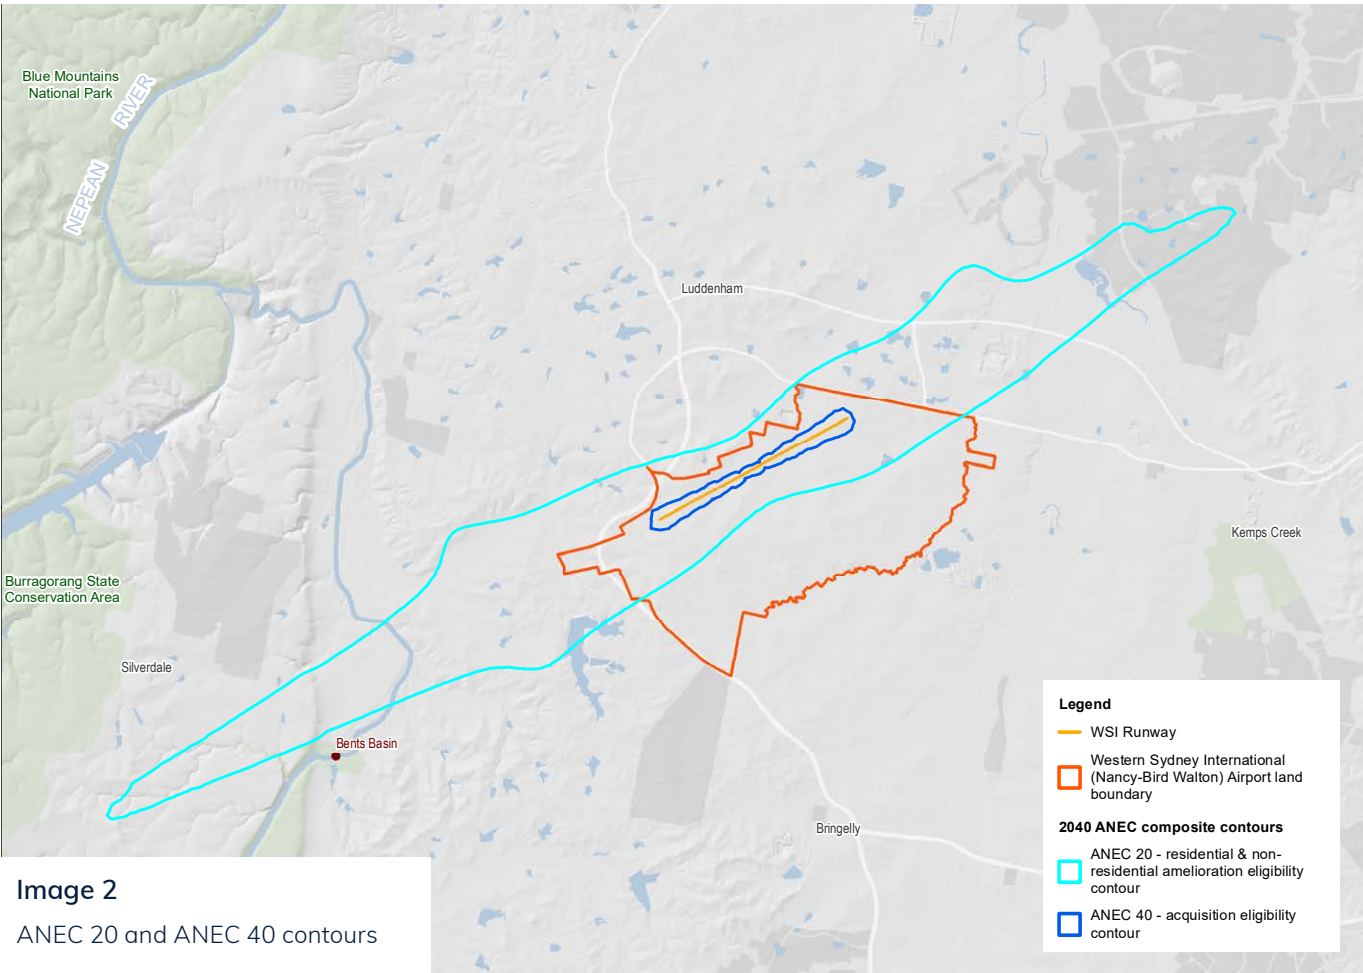 Blue Mountains
National Park
NEPEAN RIVER
Luddenham
Kemps Creek
Burragorang State
Conservation Area
Silverdale
Bents Basin
Bringelly
Legend
WSI Runway
Western Sydney International
(Nancy-Bird Walton) Airport land
boundary
2040 ANEC composite contours
ANEC 20 - residential & non-
residential amelioration eligibility
contour
ANEC 40 - acquisition eligibility
contour
Image 2
ANEC 20 and ANEC 40 contours